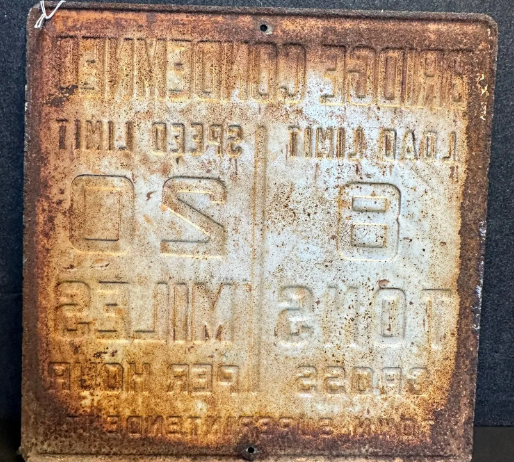 BRIDGE CONDEMNED
LOAD LIMIT SPEED LIMIT
8 20
TONS MILES
GROSS PER HOUR
TOWN SUPERINTENDENT